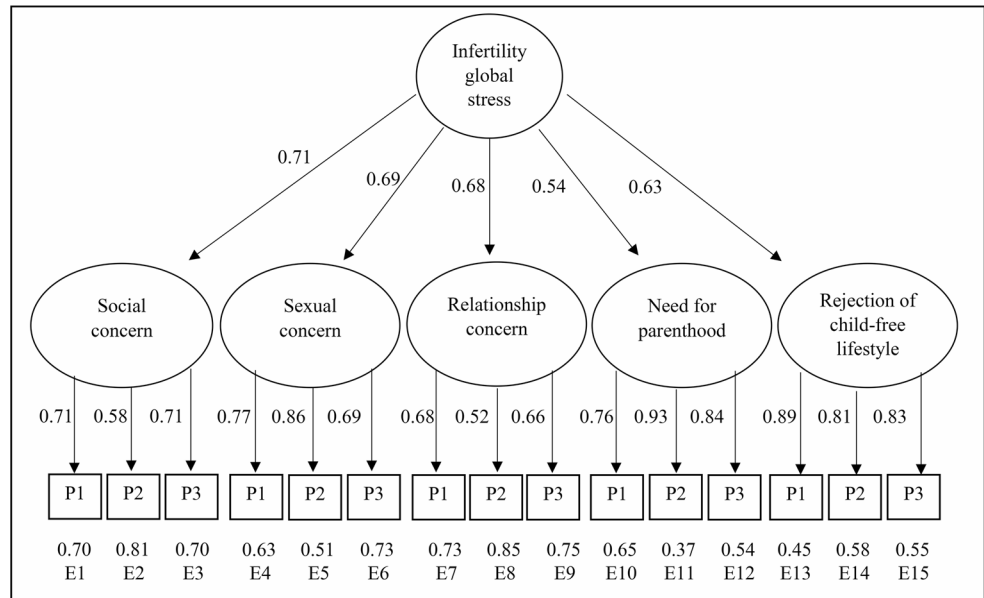 Infertility
global
stress
0.71
0.69
0.68
0.54
0.63
Social
concern
Sexual
concern
Relationship
concern
Need for
parenthood
Rejection of
child-free
lifestyle
0.71 0.58 0.71 0.77 0.86 0.69 0.68 0.52 0.66 0.76 0.93 0.84 0.89 0.81 0.83
P1 P2 P3 P1 P2 P3 P1 P2 P3 P1 P2 P3 P1 P2 P3
0.70 0.81 0.70 0.63 0.51 0.73 0.73 0.85 0.75 0.65 0.37 0.54 0.45 0.58 0.55
E1 E2 E3 E4 E5 E6 E7 E8 E9 E10 E11 E12 E13 E14 E15